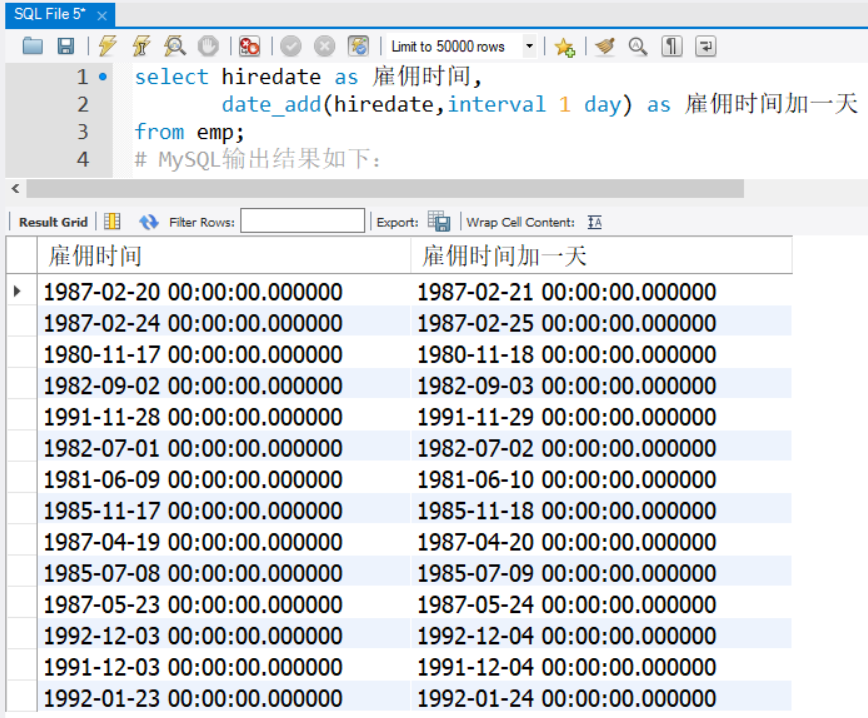 SQL File 5*
Limit to 50000 rows
1 select hiredate as 雇佣时间,
2 date_add(hiredate,interval 1 day) as 雇佣时间加一天
3 from emp;
4 # MySQL输出结果如下：
Result Grid Filter Rows: Export: Wrap Cell Content:
雇佣时间 雇佣时间加一天
1987-02-20 00:00:00.000000 1987-02-21 00:00:00.000000
1987-02-24 00:00:00.000000 1987-02-25 00:00:00.000000
1980-11-17 00:00:00.000000 1980-11-18 00:00:00.000000
1982-09-02 00:00:00.000000 1982-09-03 00:00:00.000000
1991-11-28 00:00:00.000000 1991-11-29 00:00:00.000000
1982-07-01 00:00:00.000000 1982-07-02 00:00:00.000000
1981-06-09 00:00:00.000000 1981-06-10 00:00:00.000000
1985-11-17 00:00:00.000000 1985-11-18 00:00:00.000000
1987-04-19 00:00:00.000000 1987-04-20 00:00:00.000000
1985-07-08 00:00:00.000000 1985-07-09 00:00:00.000000
1987-05-23 00:00:00.000000 1987-05-24 00:00:00.000000
1992-12-03 00:00:00.000000 1992-12-04 00:00:00.000000
1991-12-03 00:00:00.000000 1991-12-04 00:00:00.000000
1992-01-23 00:00:00.000000 1992-01-24 00:00:00.000000